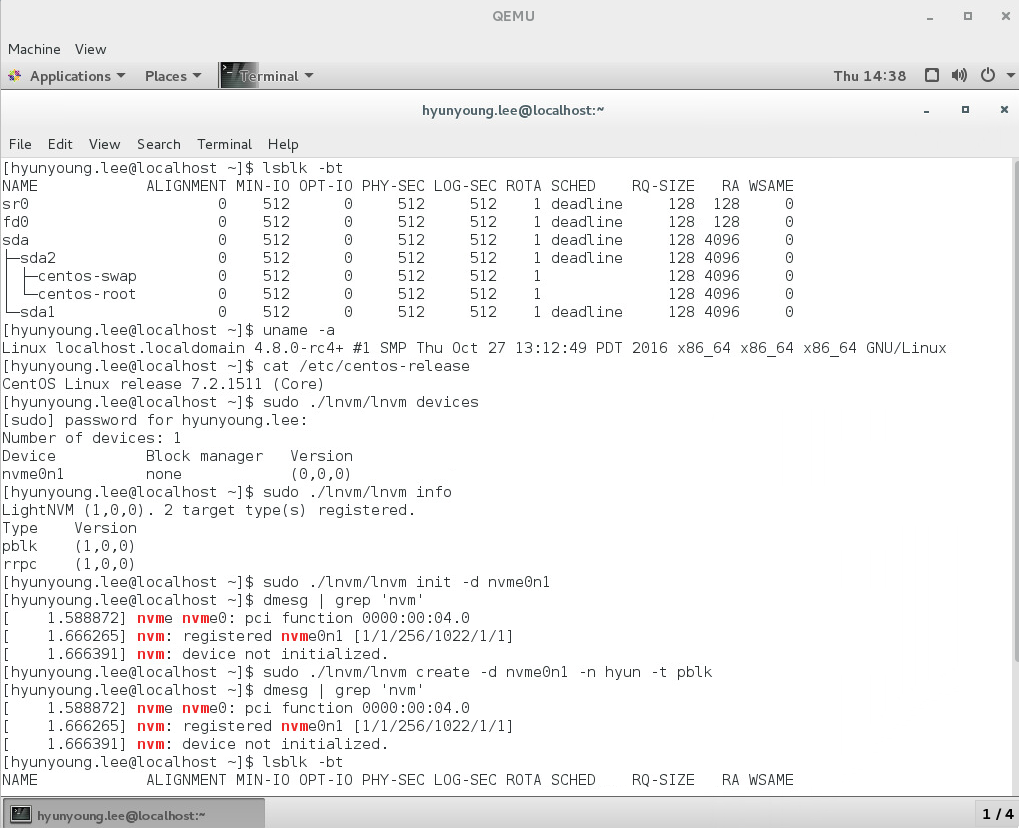 QEMU
Machine View
Applications Places Terminal Thu 14:38
hyunyoung.lee@localhost:~
File Edit View Search Terminal Help
[hyunyoung.lee@localhost ~]$ lsblk -bt
NAME ALIGNMENT MIN-IO OPT-IO PHY-SEC LOG-SEC ROTA SCHED RQ-SIZE RA WSAME
sr0 0 512 0 512 512 1 deadline 128 128 0
fd0 0 512 0 512 512 1 deadline 128 128 0
sda 0 512 0 512 512 1 deadline 128 4096 0
├─sda2 0 512 0 512 512 1 deadline 128 4096 0
│ ├─centos-swap 0 512 0 512 512 1 128 4096 0
│ └─centos-root 0 512 0 512 512 1 128 4096 0
└─sda1 0 512 0 512 512 1 deadline 128 4096 0
[hyunyoung.lee@localhost ~]$ uname -a
Linux localhost.localdomain 4.8.0-rc4+ #1 SMP Thu Oct 27 13:12:49 PDT 2016 x86_64 x86_64 x86_64 GNU/Linux
[hyunyoung.lee@localhost ~]$ cat /etc/centos-release
CentOS Linux release 7.2.1511 (Core)
[hyunyoung.lee@localhost ~]$ sudo ./lnvm/lnvm devices
[sudo] password for hyunyoung.lee:
Number of devices: 1
Device Block manager Version
nvme0n1 none (0,0,0)
[hyunyoung.lee@localhost ~]$ sudo ./lnvm/lnvm info
LightNVM (1,0,0). 2 target type(s) registered.
Type Version
pblk (1,0,0)
rrpc (1,0,0)
[hyunyoung.lee@localhost ~]$ sudo ./lnvm/lnvm init -d nvme0n1
[hyunyoung.lee@localhost ~]$ dmesg | grep 'nvm'
[ 1.588872] nvme nvme0: pci function 0000:00:04.0
[ 1.666265] nvm: registered nvme0n1 [1/1/256/1022/1/1]
[ 1.666391] nvm: device not initialized.
[hyunyoung.lee@localhost ~]$ sudo ./lnvm/lnvm create -d nvme0n1 -n hyun -t pblk
[hyunyoung.lee@localhost ~]$ dmesg | grep 'nvm'
[ 1.588872] nvme nvme0: pci function 0000:00:04.0
[ 1.666265] nvm: registered nvme0n1 [1/1/256/1022/1/1]
[ 1.666391] nvm: device not initialized.
[hyunyoung.lee@localhost ~]$ lsblk -bt
NAME ALIGNMENT MIN-IO OPT-IO PHY-SEC LOG-SEC ROTA SCHED RQ-SIZE RA WSAME
hyunyoung.lee@localhost:~ 1 / 4